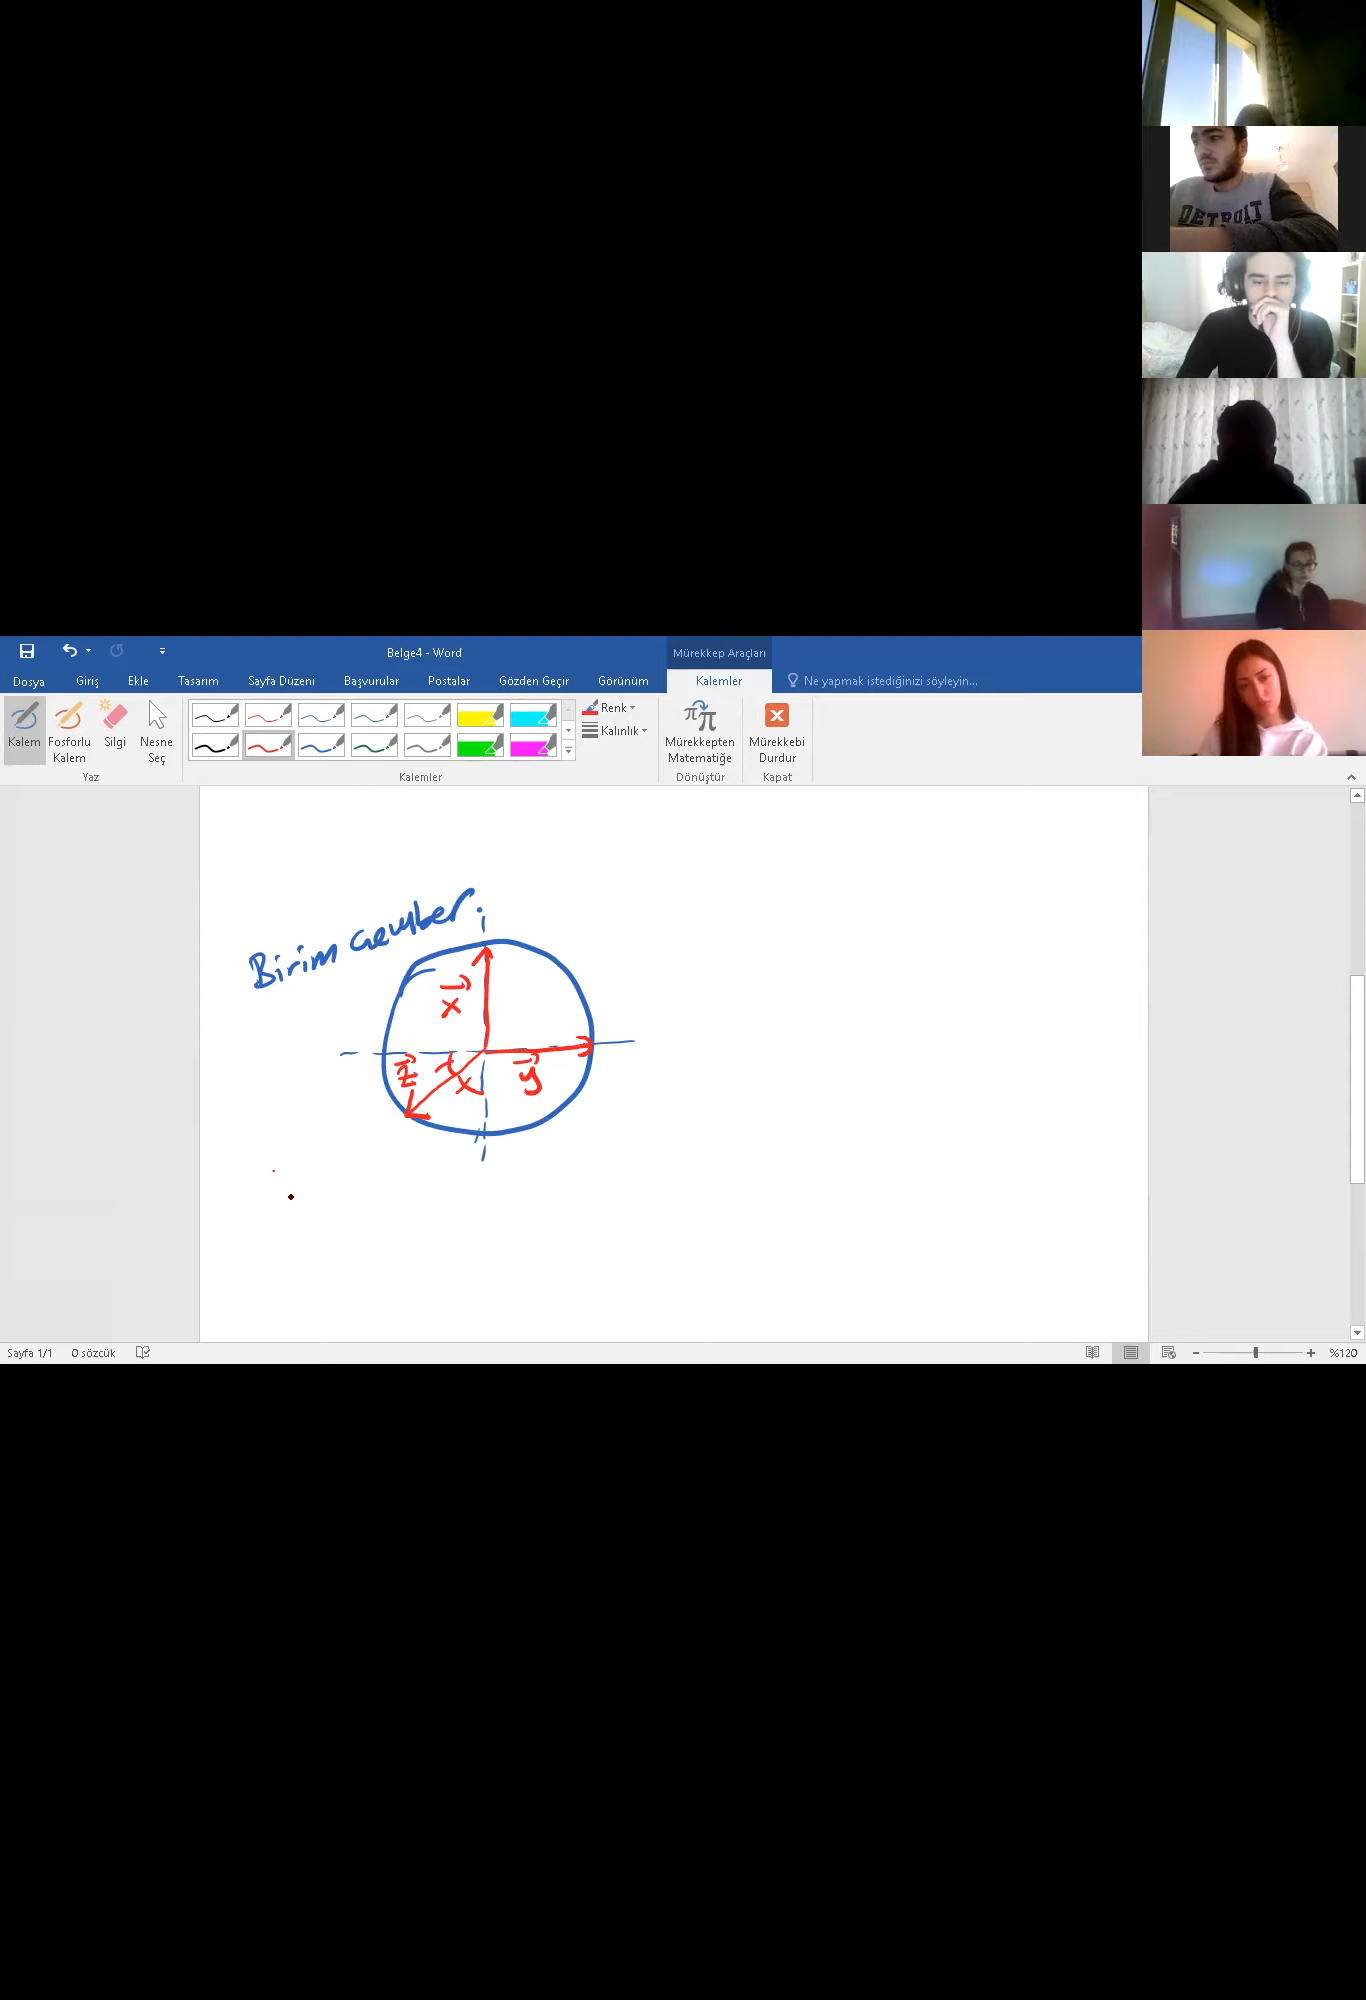 DETROIT
Belge4 - Word
Mürekkep Araçları
Dosya Giriş Ekle Tasarım Sayfa Düzeni Başvurular Postalar Gözden Geçir Görünüm Kalemler Ne yapmak istediğinizi söyleyin...
Kalem Fosforlu Kalem Silgi Nesne Seç
Renk
Kalınlık
Mürekkepten Matematiğe
Mürekkebi Durdur
Yaz Kalemler Dönüştür Kapat
Birim Çember
x
z
y
Sayfa 1/1 0 sözcük %120